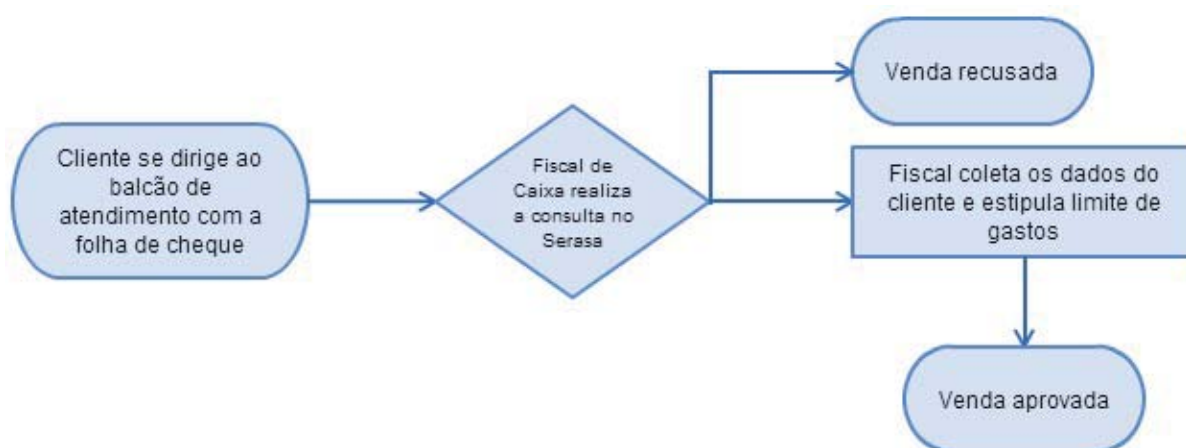 Cliente se dirige ao
balcão de
atendimento com a
folha de cheque
Fiscal de
Caixa realiza
a consulta no
Serasa
Venda recusada
Fiscal coleta os dados do
cliente e estipula limite de
gastos
Venda aprovada